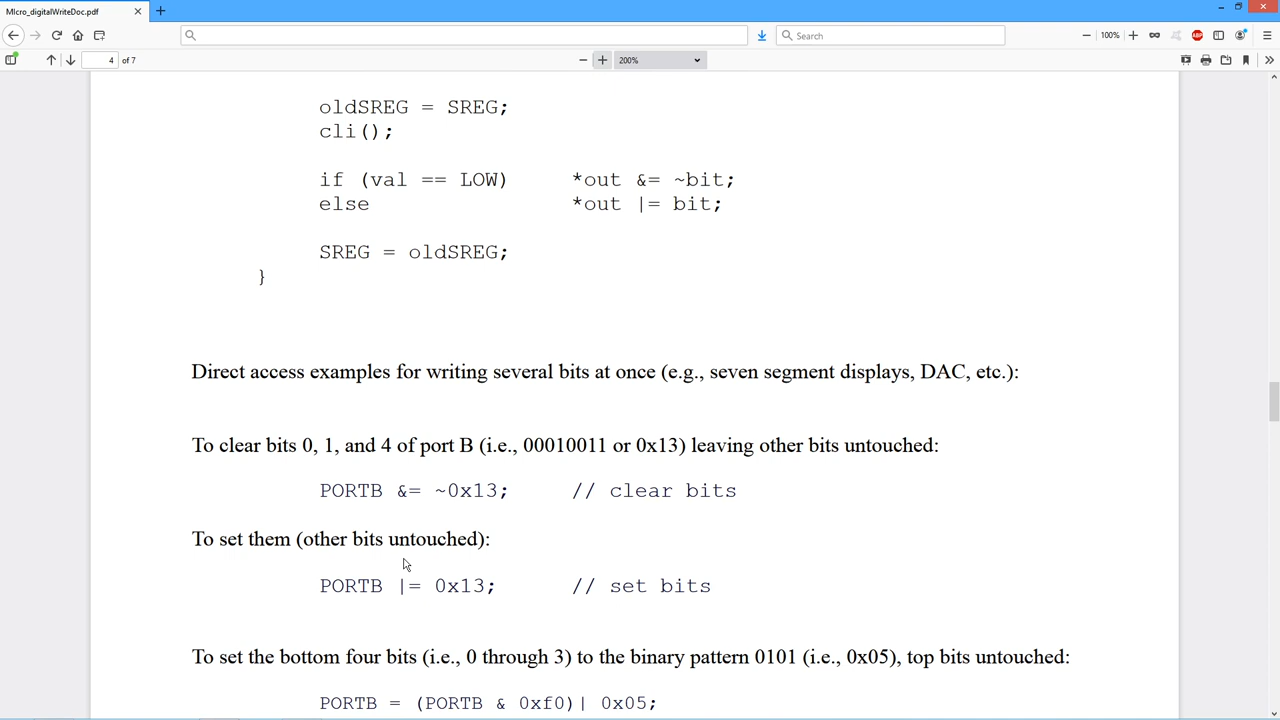 MIcro_digitalWriteDoc.pdf
100%
Search
ABP
4 of 7
200%
oldSREG = SREG;
cli();
if (val == LOW) *out &= ~bit;
else *out |= bit;
SREG = oldSREG;
}
Direct access examples for writing several bits at once (e.g., seven segment displays, DAC, etc.):
To clear bits 0, 1, and 4 of port B (i.e., 00010011 or 0x13) leaving other bits untouched:
PORTB &= ~0x13; // clear bits
To set them (other bits untouched):
PORTB |= 0x13; // set bits
To set the bottom four bits (i.e., 0 through 3) to the binary pattern 0101 (i.e., 0x05), top bits untouched:
PORTB = (PORTB & 0xf0)| 0x05;